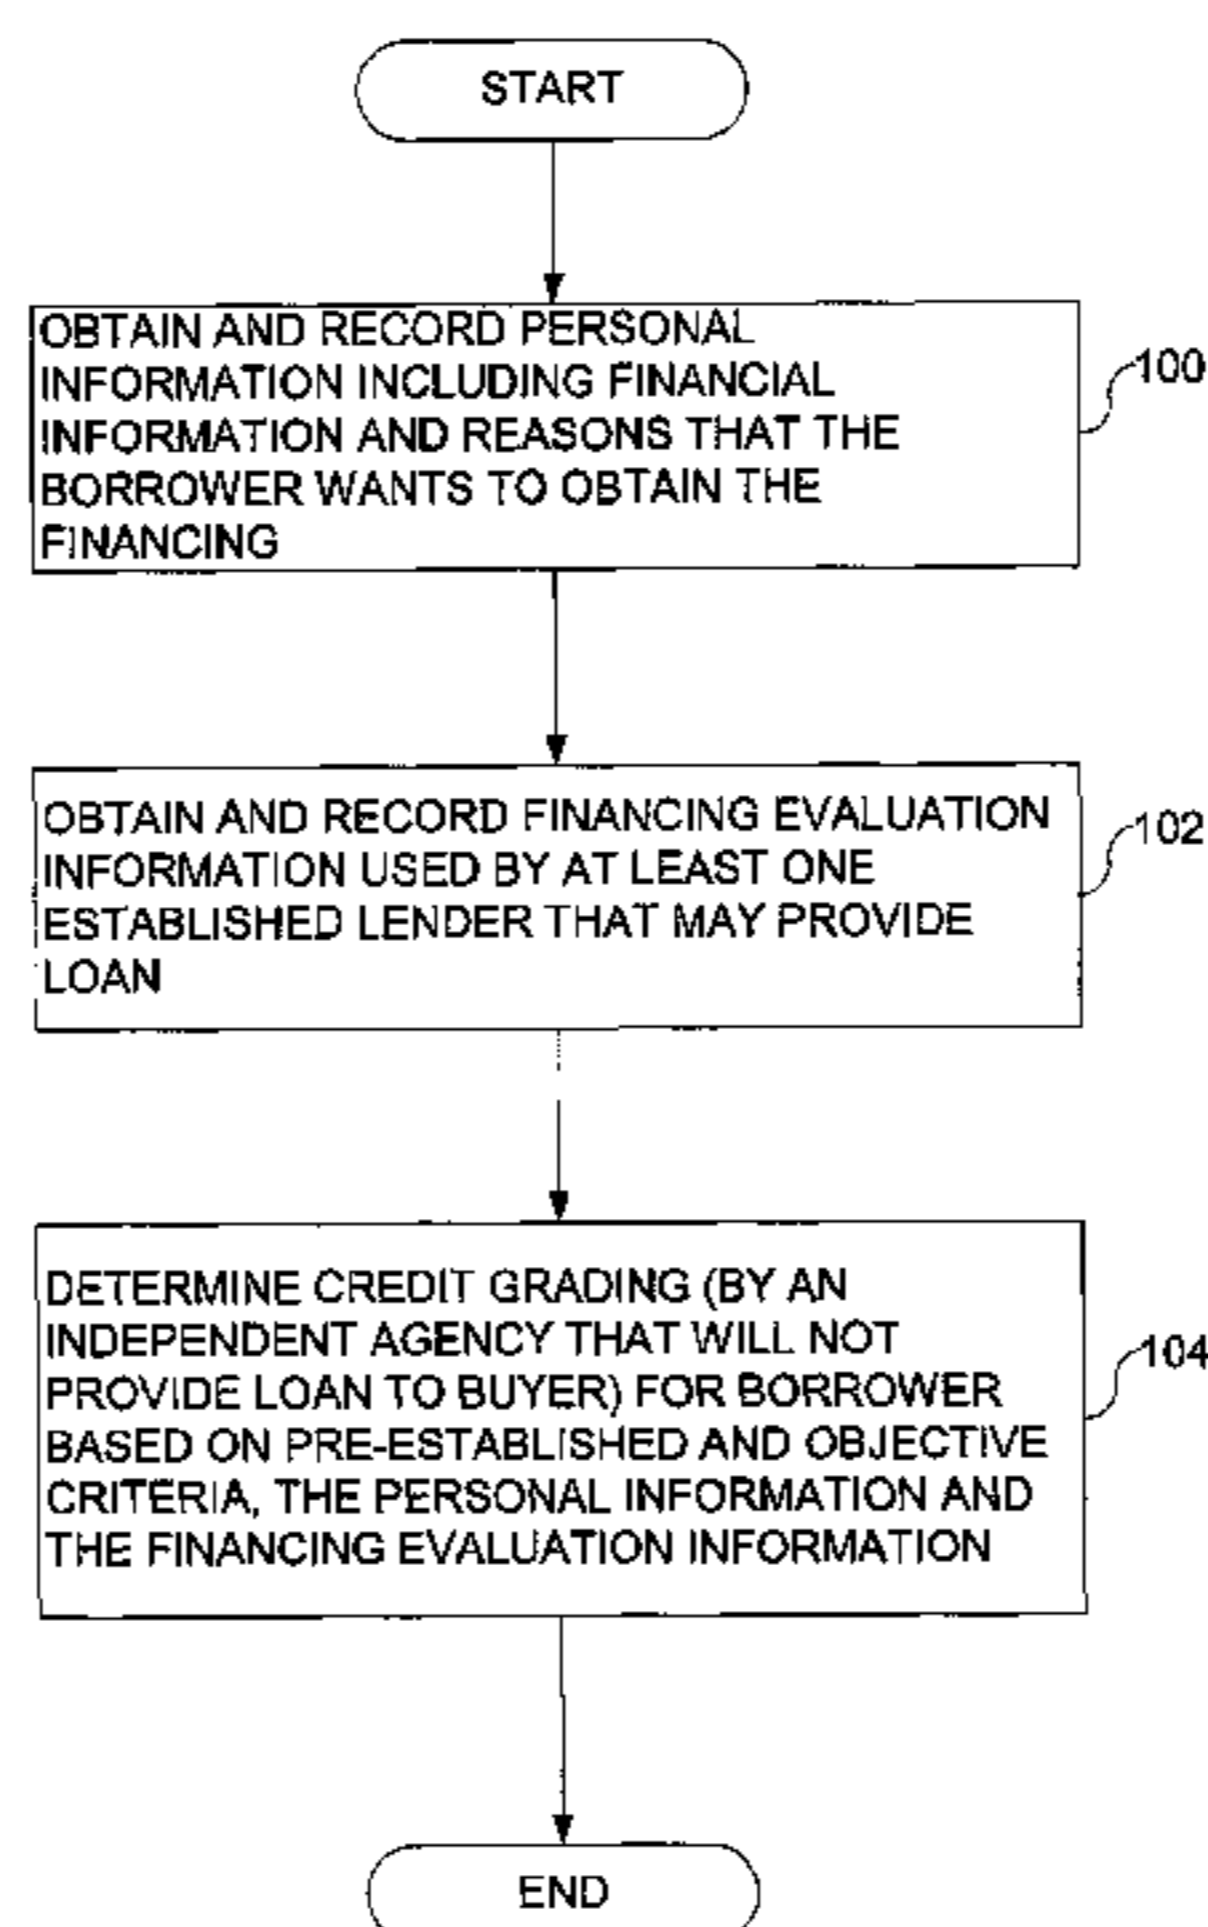 START
OBTAIN AND RECORD PERSONAL
INFORMATION INCLUDING FINANCIAL
INFORMATION AND REASONS THAT THE
BORROWER WANTS TO OBTAIN THE
FINANCING
100
OBTAIN AND RECORD FINANCING EVALUATION
INFORMATION USED BY AT LEAST ONE
ESTABLISHED LENDER THAT MAY PROVIDE
LOAN
102
DETERMINE CREDIT GRADING (BY AN
INDEPENDENT AGENCY THAT WILL NOT
PROVIDE LOAN TO BUYER) FOR BORROWER
BASED ON PRE-ESTABLISHED AND OBJECTIVE
CRITERIA, THE PERSONAL INFORMATION AND
THE FINANCING EVALUATION INFORMATION
104
END